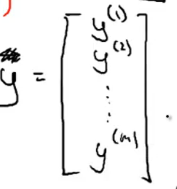 y = [ y^(1)
y^(2)
⋮
⋮
y^(m) ].